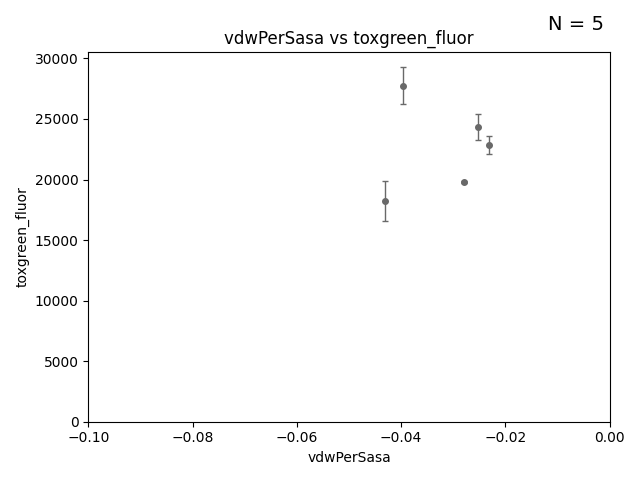 N = 5
vdwPerSasa vs toxgreen_fluor
30000
25000
20000
15000
10000
5000
0
toxgreen_fluor
−0.10 −0.08 −0.06 −0.04 −0.02 0.00
vdwPerSasa